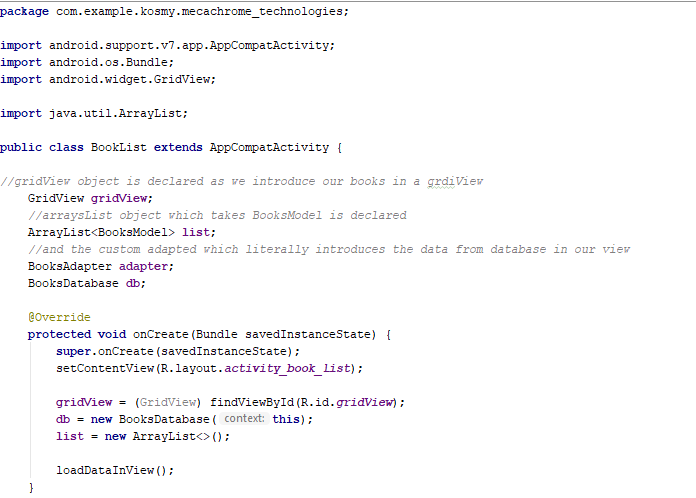 package com.example.kosmy.mecachrome_technologies;
import android.support.v7.app.AppCompatActivity;
import android.os.Bundle;
import android.widget.GridView;
import java.util.ArrayList;
public class BookList extends AppCompatActivity {
//gridView object is declared as we introduce our books in a grdiView
GridView gridView;
//arraysList object which takes BooksModel is declared
ArrayList<BooksModel> list;
//and the custom adapted which literally introduces the data from database in our view
BooksAdapter adapter;
BooksDatabase db;
@Override
protected void onCreate(Bundle savedInstanceState) {
super.onCreate(savedInstanceState);
setContentView(R.layout.activity_book_list);
gridView = (GridView) findViewById(R.id.gridView);
db = new BooksDatabase( context: this);
list = new ArrayList<>();
loadDataInView();
}